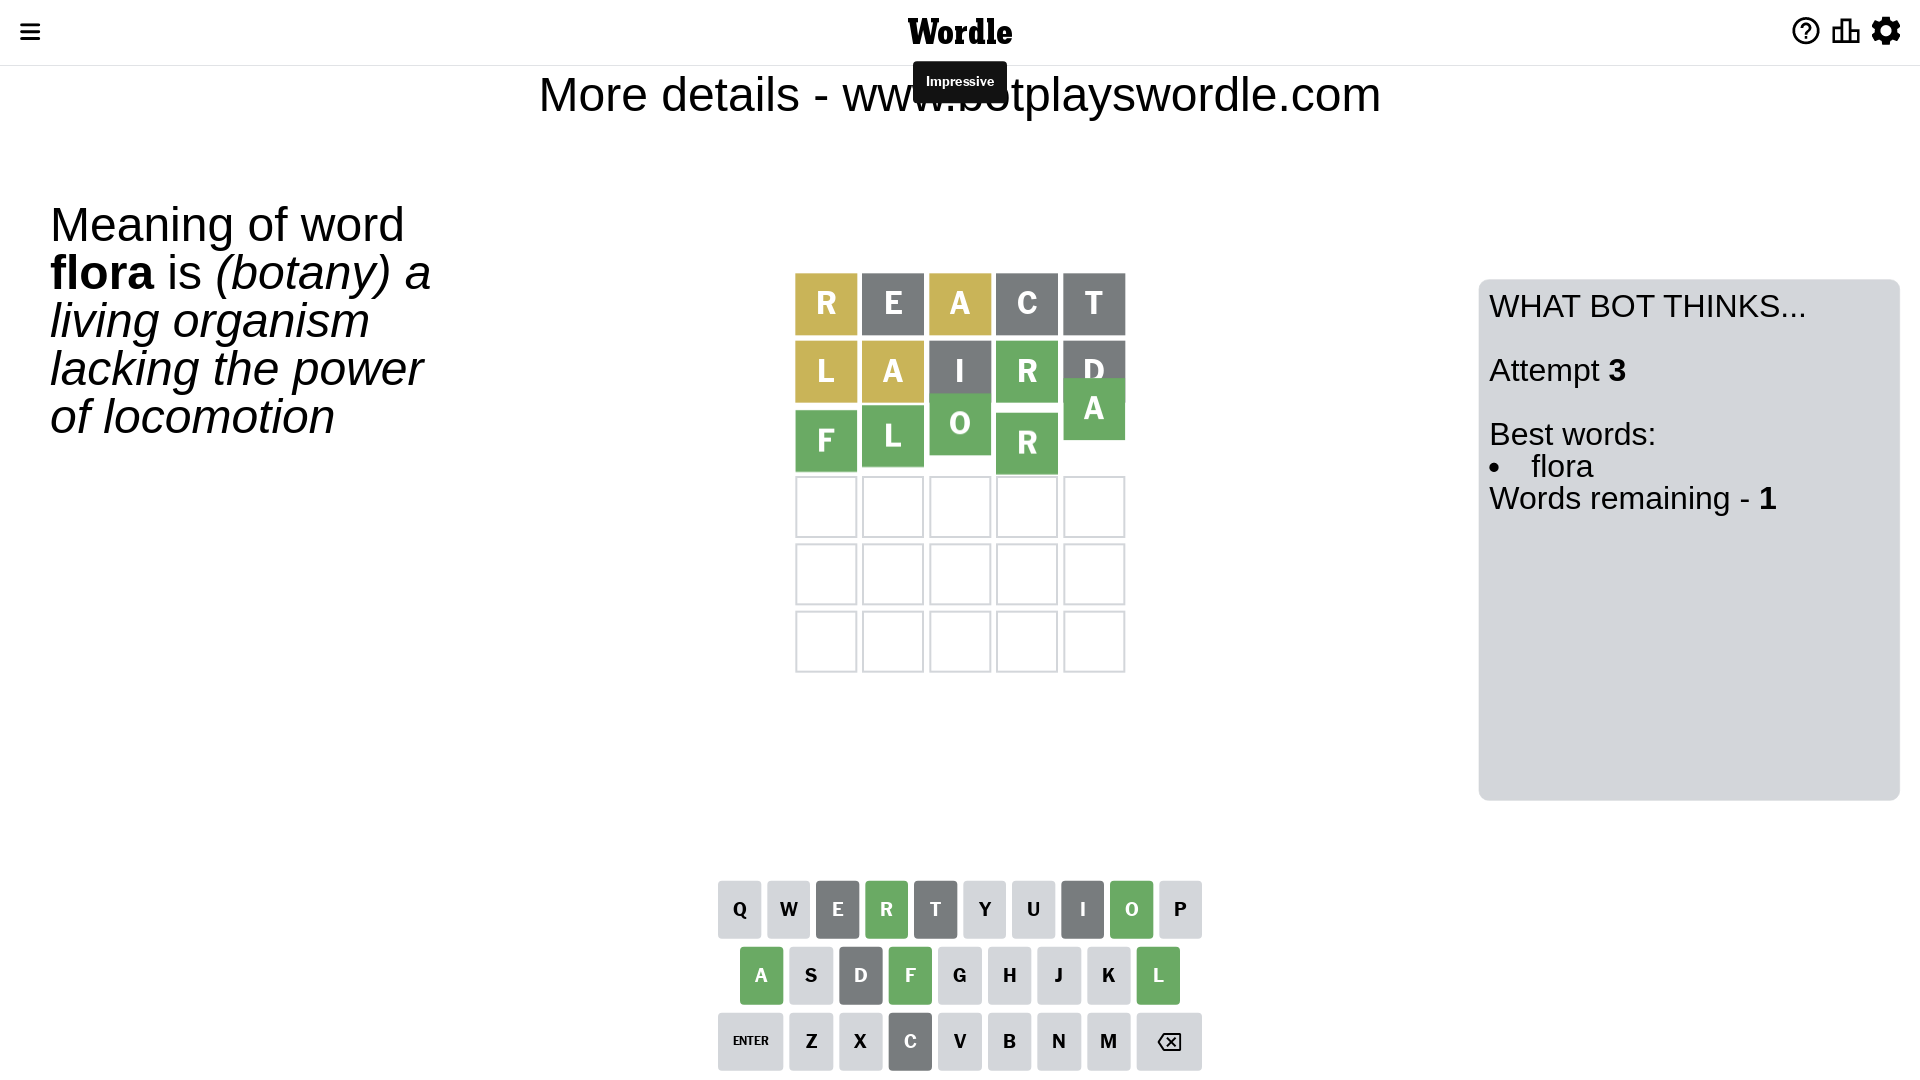 Wordle
Impressive
More details - www.botplayswordle.com
Meaning of word
flora is (botany) a
living organism
lacking the power
of locomotion
R E A C T
L A I R D
F L O R A
WHAT BOT THINKS...
Attempt 3
Best words:
• flora
Words remaining - 1
Q W E R T Y U I O P
A S D F G H J K L
ENTER Z X C V B N M